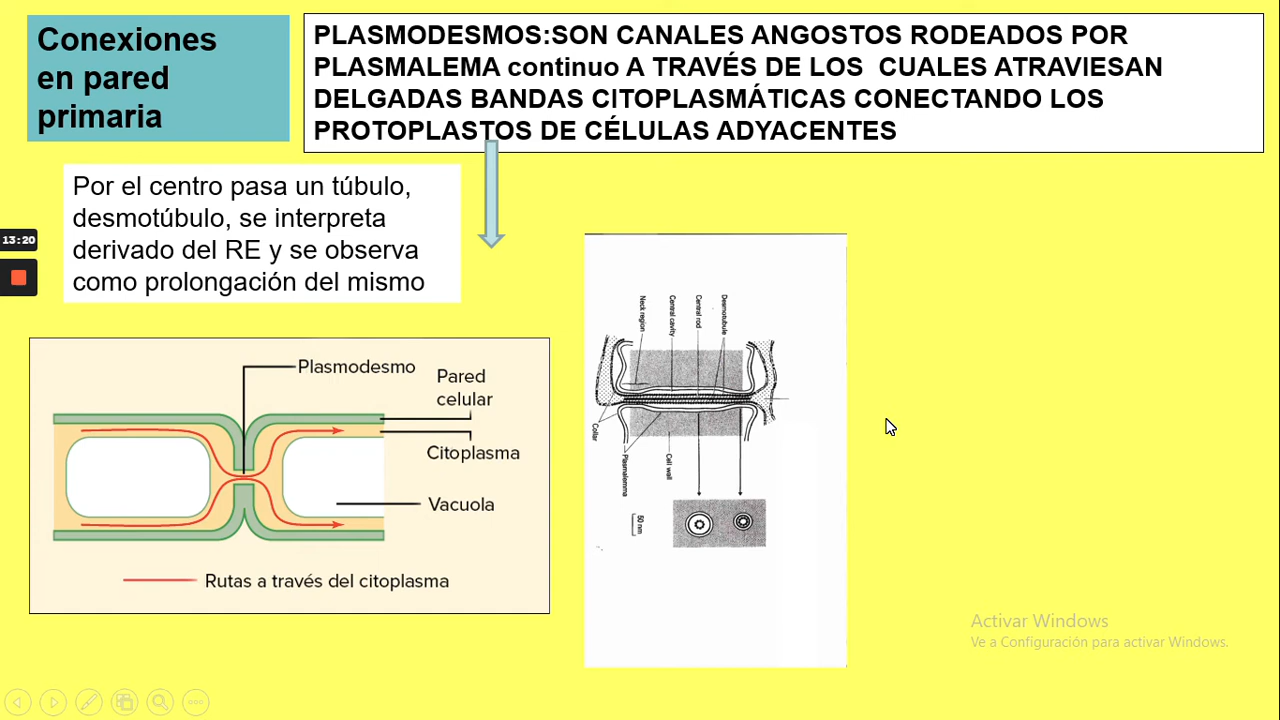 Conexiones
en pared
primaria
PLASMODESMOS:SON CANALES ANGOSTOS RODEADOS POR
PLASMALEMA continuo A TRAVÉS DE LOS CUALES ATRAVIESAN
DELGADAS BANDAS CITOPLASMÁTICAS CONECTANDO LOS
PROTOPLASTOS DE CÉLULAS ADYACENTES
Por el centro pasa un túbulo,
desmotúbulo, se interpreta
derivado del RE y se observa
como prolongación del mismo
13:20
Plasmodesmo
Pared
celular
Citoplasma
Vacuola
Rutas a través del citoplasma
Neck region
Central cavity
Central rod
Desmotubule
Collar
Plasmalemma
Cell wall
50 nm
Activar Windows
Ve a Configuración para activar Windows.